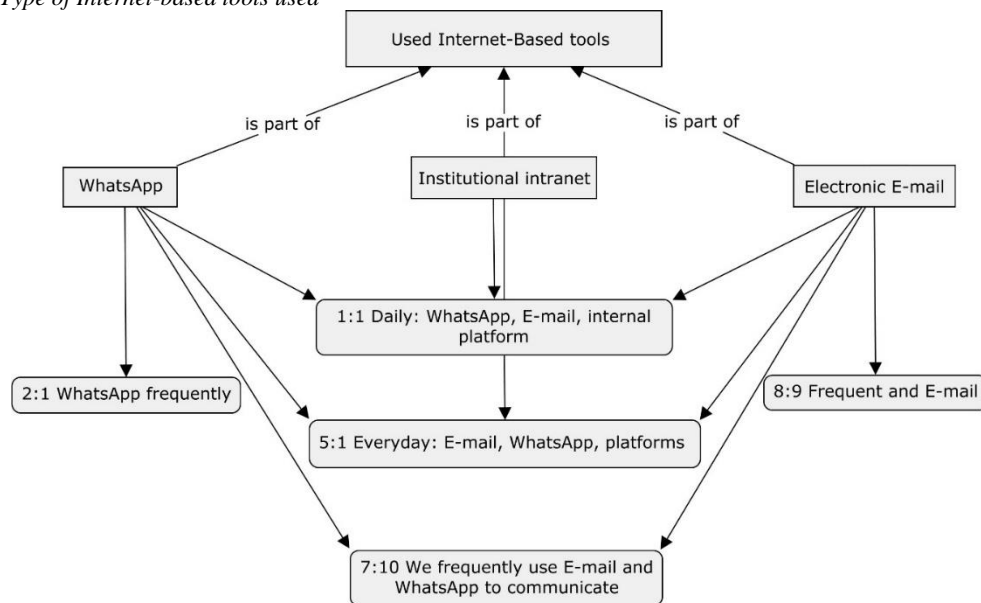 Type of Internet-based tools used
Used Internet-Based tools
is part of
is part of
is part of
WhatsApp
Institutional intranet
Electronic E-mail
1:1 Daily: WhatsApp, E-mail, internal
platform
2:1 WhatsApp frequently
8:9 Frequent and E-mail
5:1 Everyday: E-mail, WhatsApp, platforms
7:10 We frequently use E-mail and
WhatsApp to communicate